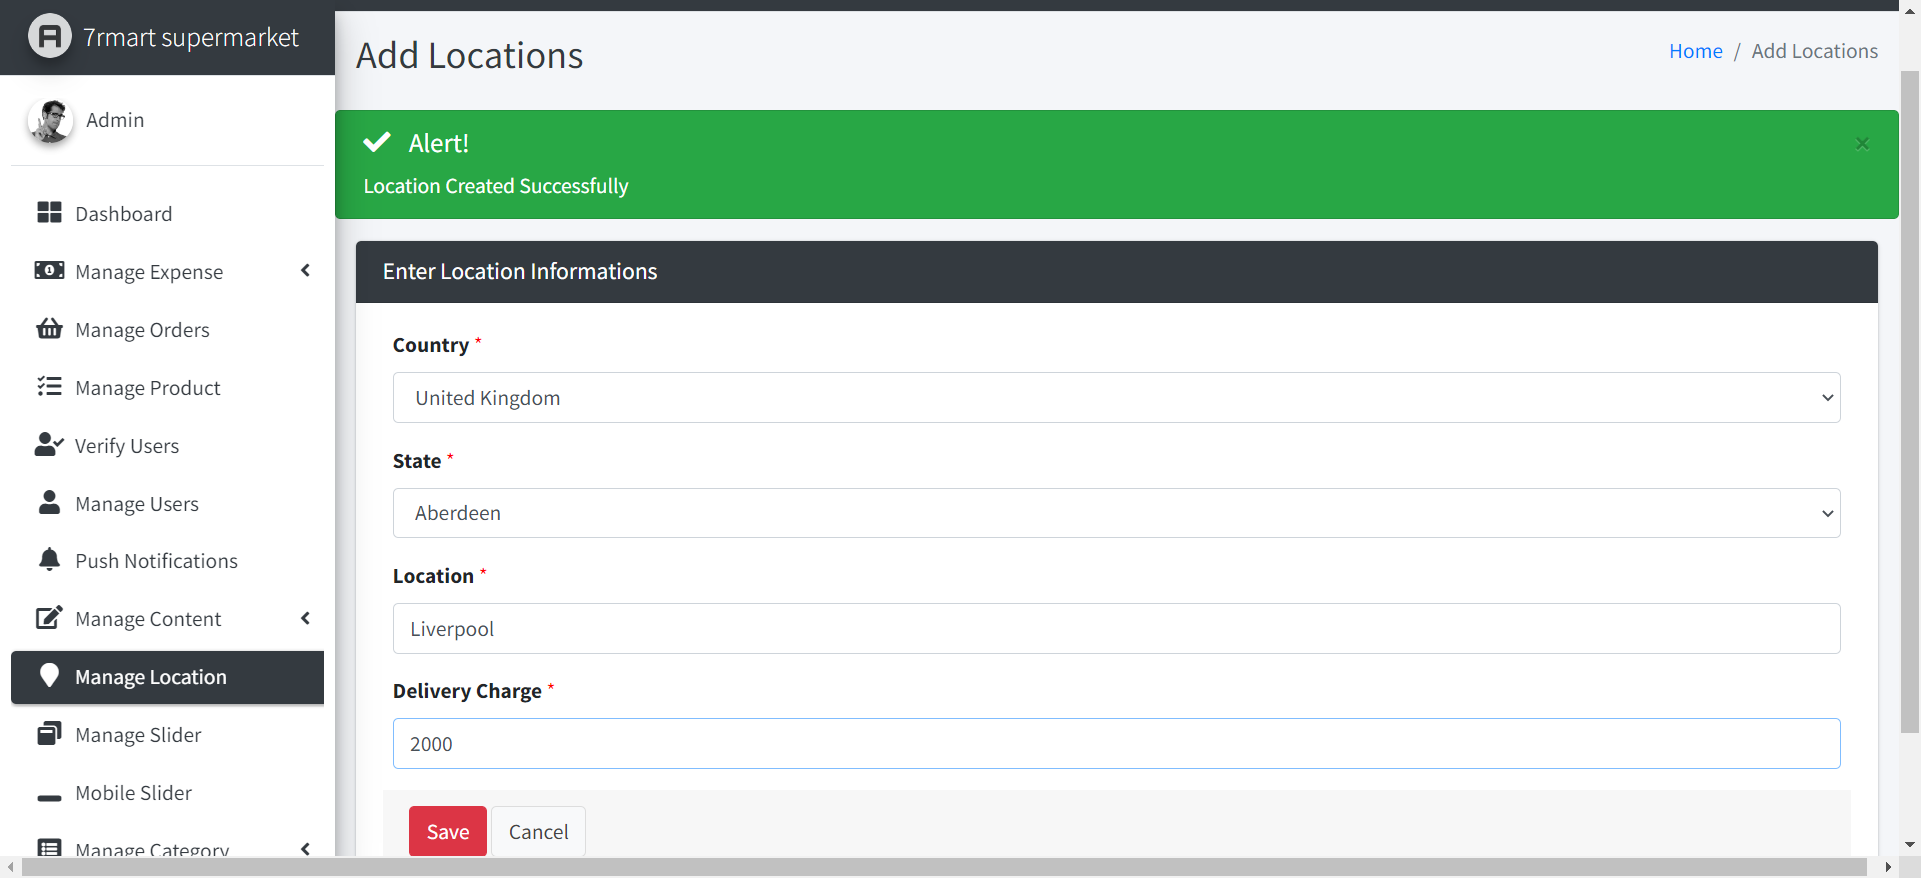 7rmart supermarket
Admin
Dashboard
Manage Expense
Manage Orders
Manage Product
Verify Users
Manage Users
Push Notifications
Manage Content
Manage Location
Manage Slider
Mobile Slider
Manage Category
Add Locations
Home / Add Locations
Alert!
×
Location Created Successfully
Enter Location Informations
Country *
United Kingdom
State *
Aberdeen
Location *
Liverpool
Delivery Charge *
2000
Save Cancel